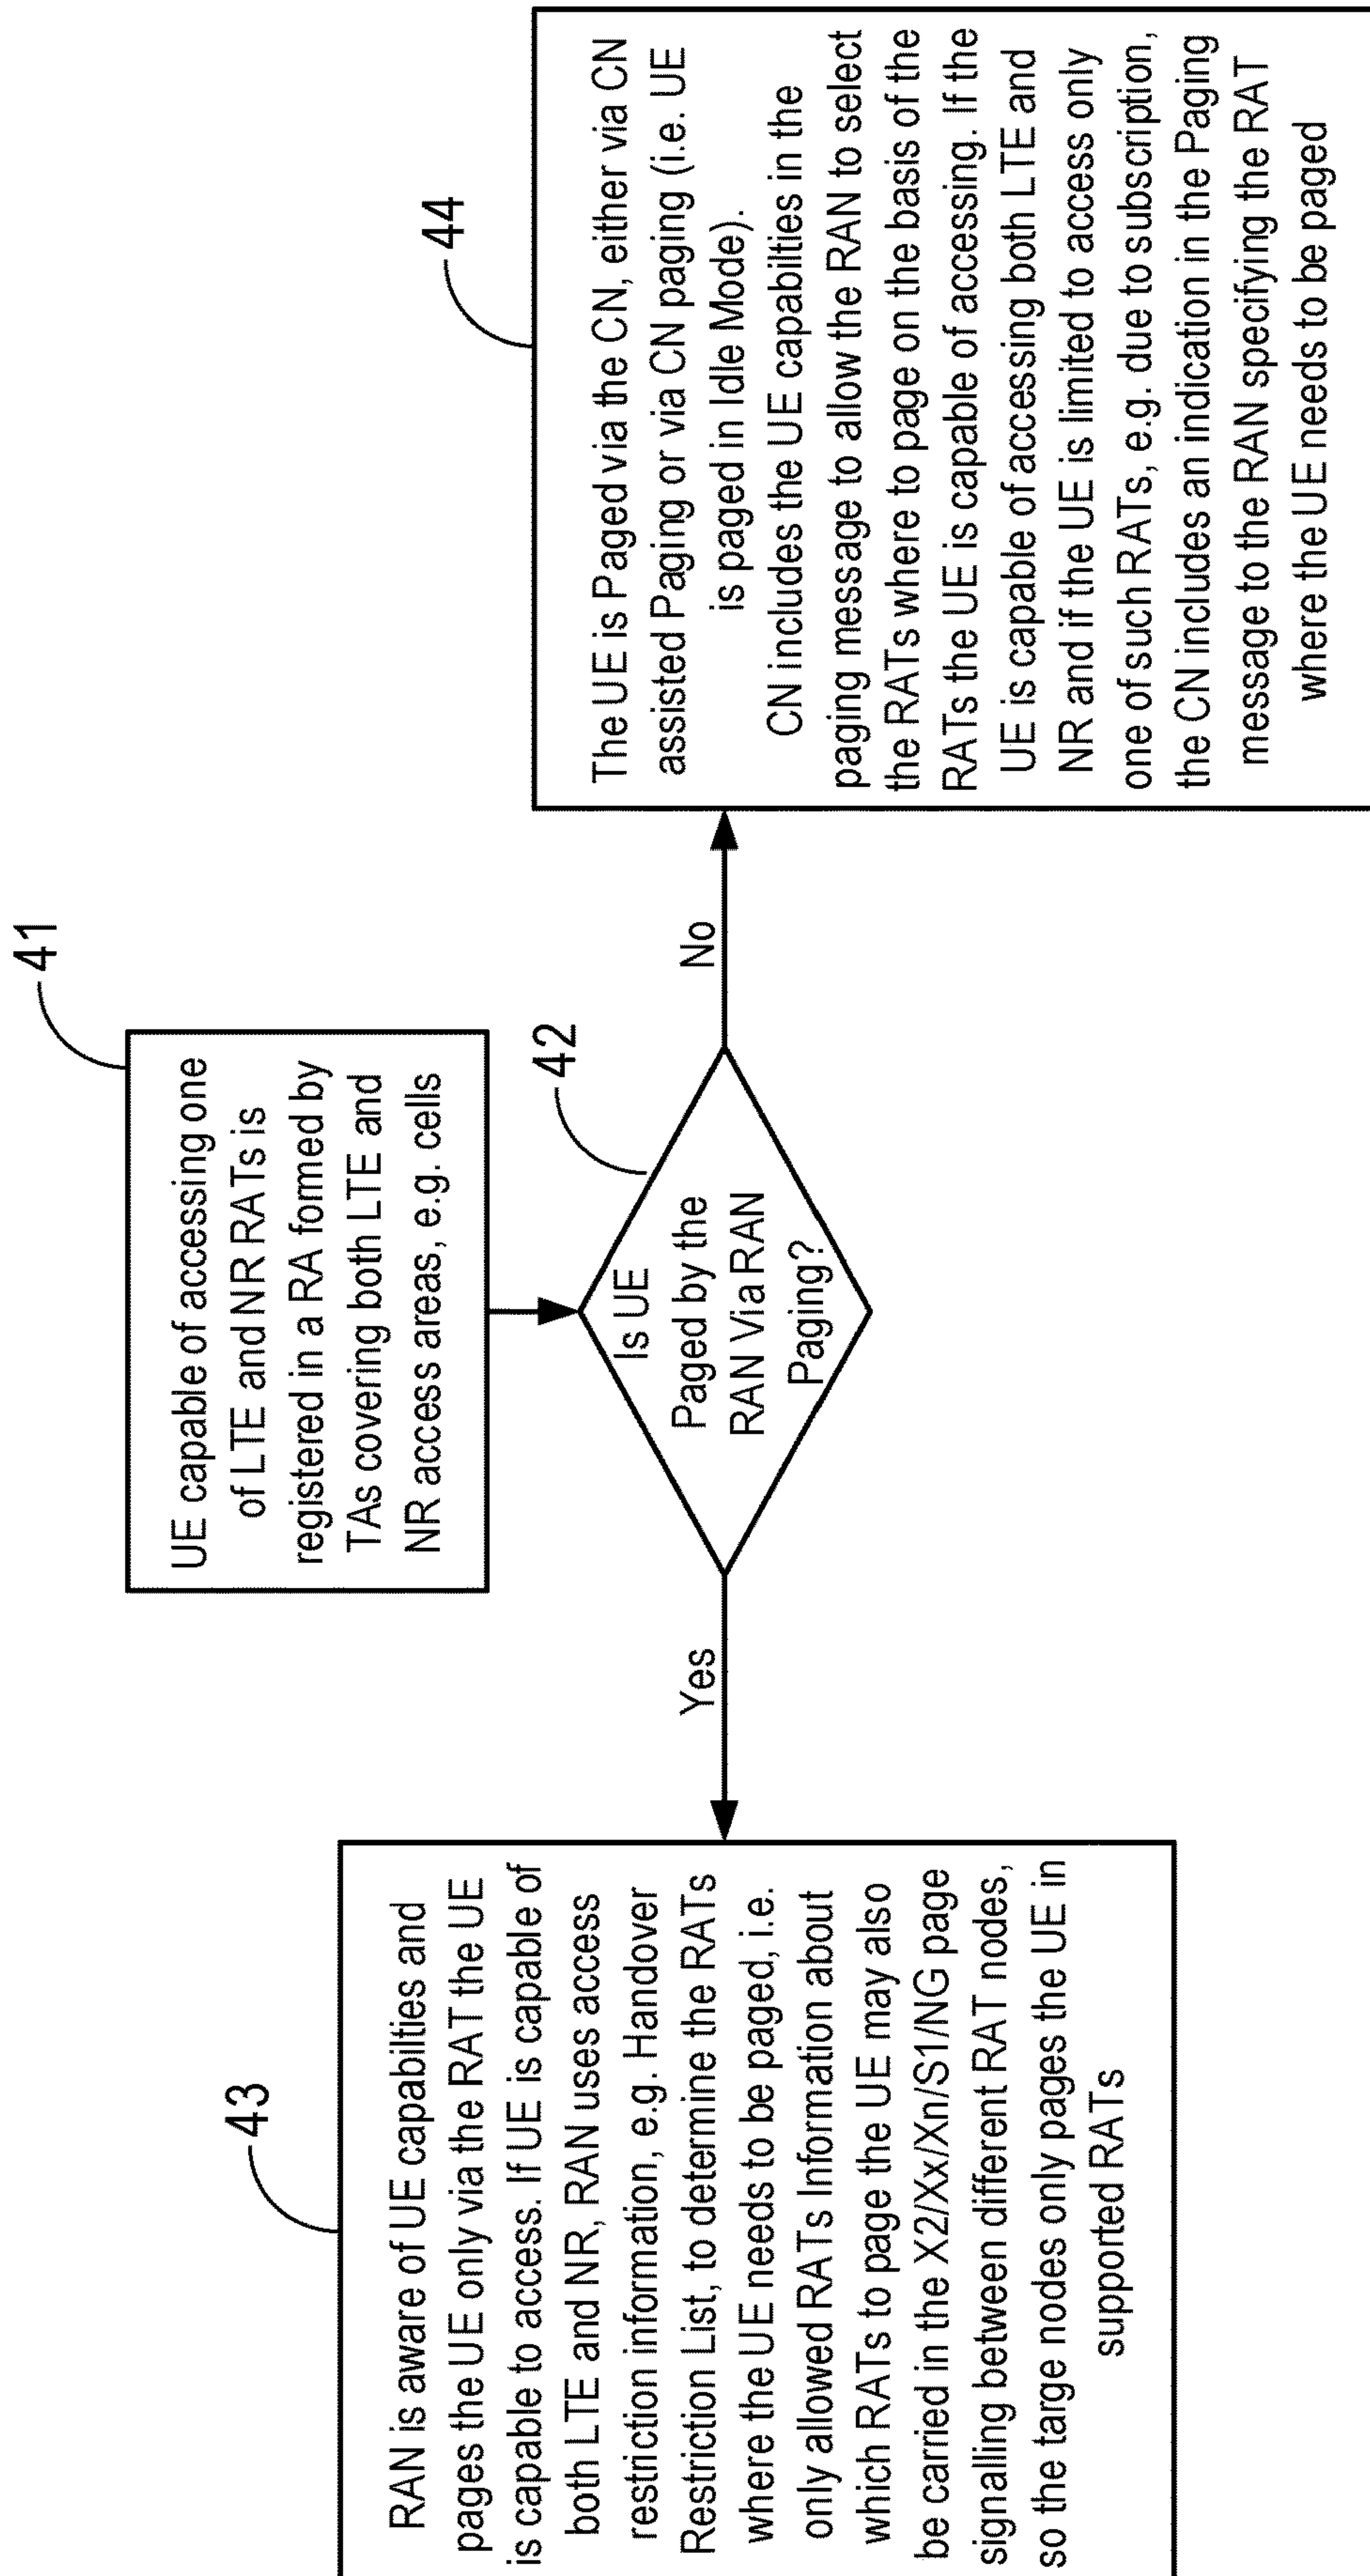 41
UE capable of accessing one
of LTE and NR RATs is
registered in a RA formed by
TAs covering both LTE and
NR access areas, e.g. cells
42
Is UE
Paged by the
RAN Via RAN
Paging?
Yes
No
43
RAN is aware of UE capabilties and
pages the UE only via the RAT the UE
is capable to access. If UE is capable of
both LTE and NR, RAN uses access
restriction information, e.g. Handover
Restriction List, to determine the RATs
where the UE needs to be paged, i.e.
only allowed RATs Information about
which RATs to page the UE may also
be carried in the X2/Xx/Xn/S1/NG page
signalling between different RAT nodes,
so the targe nodes only pages the UE in
supported RATs
44
The UE is Paged via the CN, either via CN
assisted Paging or via CN paging (i.e. UE
is paged in Idle Mode).
CN includes the UE capabilties in the
paging message to allow the RAN to select
the RATs where to page on the basis of the
RATs the UE is capable of accessing. If the
UE is capable of accessing both LTE and
NR and if the UE is limited to access only
one of such RATs, e.g. due to subscription,
the CN includes an indication in the Paging
message to the RAN specifying the RAT
where the UE needs to be paged